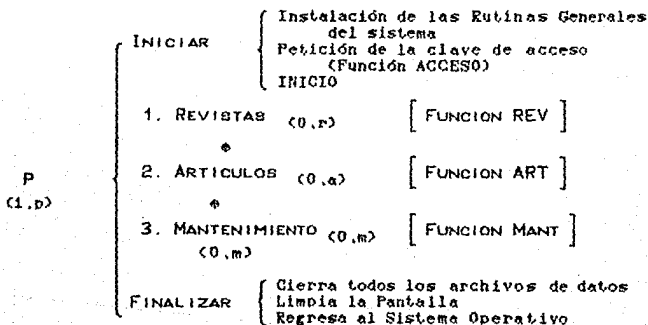 INICIAR
Instalación de las Rutinas Generales
del sistema
Petición de la clave de acceso
(Función ACCESO)
INICIO
P
(1,p)
1. REVISTAS (0,r) [ FUNCION REV ]
⊕
2. ARTICULOS (0,a) [ FUNCION ART ]
⊕
3. MANTENIMIENTO (0,m) [ FUNCION MANT ]
(0,m)
FINALIZAR
Cierra todos los archivos de datos
Limpia la Pantalla
Regresa al Sistema Operativo